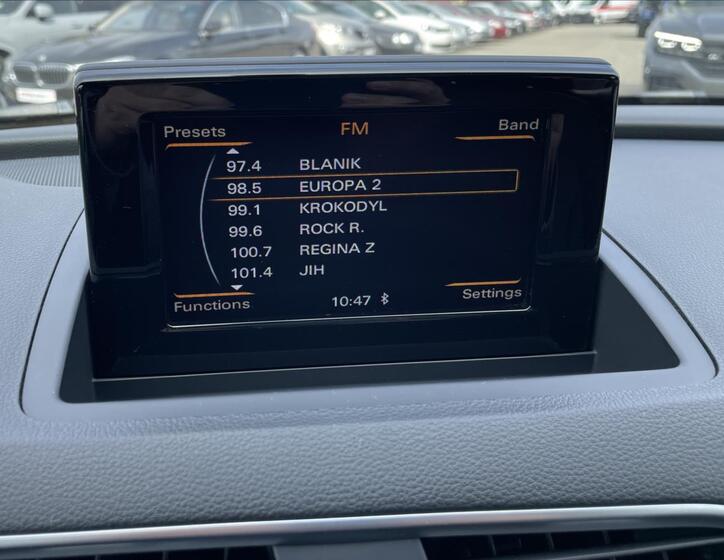 Presets FM Band
97.4 BLANIK
98.5 EUROPA 2
99.1 KROKODYL
99.6 ROCK R.
100.7 REGINA Z
101.4 JIH
Functions 10:47 Settings